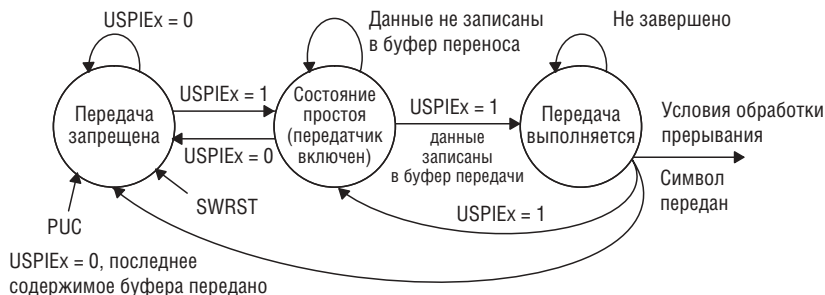 USPIEx = 0
Данные не записаны
в буфер переноса
Не завершено
USPIEx = 1
Передача
запрещена
Состояние
простоя
(передатчик
включен)
USPIEx = 1
Передача
выполняется
Условия обработки
прерывания
USPIEx = 0
данные
записаны
в буфер передачи
Символ
передан
SWRST
PUC
USPIEx = 1
USPIEx = 0, последнее
содержимое буфера передано